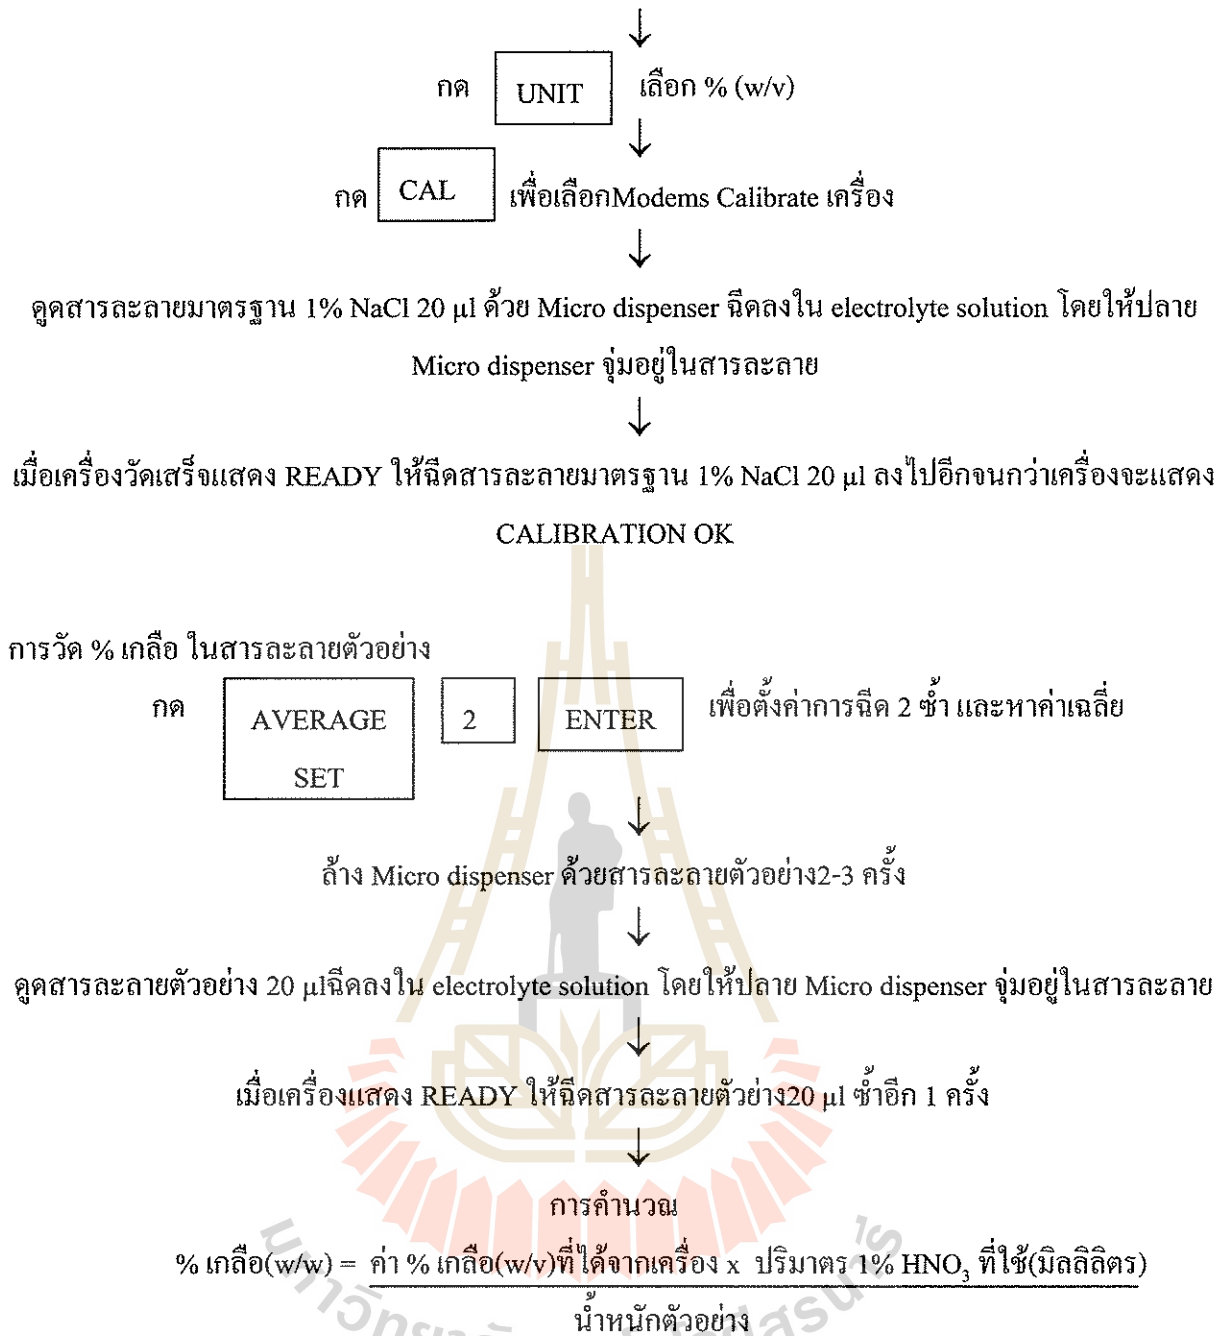 ↓
กด UNIT เลือก % (w/v)
↓
กด CAL เพื่อเลือกModems Calibrate เครื่อง
↓
ดูดสารละลายมาตรฐาน 1% NaCl 20 µl ด้วย Micro dispenser ฉีดลงใน electrolyte solution โดยให้ปลาย
Micro dispenser จุ่มอยู่ในสารละลาย
↓
เมื่อเครื่องวัดเสร็จแสดง READY ให้ฉีดสารละลายมาตรฐาน 1% NaCl 20 µl ลงไปอีกจนกว่าเครื่องจะแสดง
CALIBRATION OK
การวัด % เกลือ ในสารละลายตัวอย่าง
กด AVERAGE SET 2 ENTER เพื่อตั้งค่าการฉีด 2 ซ้ำ และหาค่าเฉลี่ย
↓
ล้าง Micro dispenser ด้วยสารละลายตัวอย่าง2-3 ครั้ง
↓
ดูดสารละลายตัวอย่าง 20 µlฉีดลงใน electrolyte solution โดยให้ปลาย Micro dispenser จุ่มอยู่ในสารละลาย
↓
เมื่อเครื่องแสดง READY ให้ฉีดสารละลายตัวย่าง20 µl ซ้ำอีก 1 ครั้ง
↓
การคำนวณ
% เกลือ(w/w) = ค่า % เกลือ(w/v)ที่ได้จากเครื่อง x ปริมาตร 1% HNO₃ ที่ใช้(มิลลิลิตร)
น้ำหนักตัวอย่าง